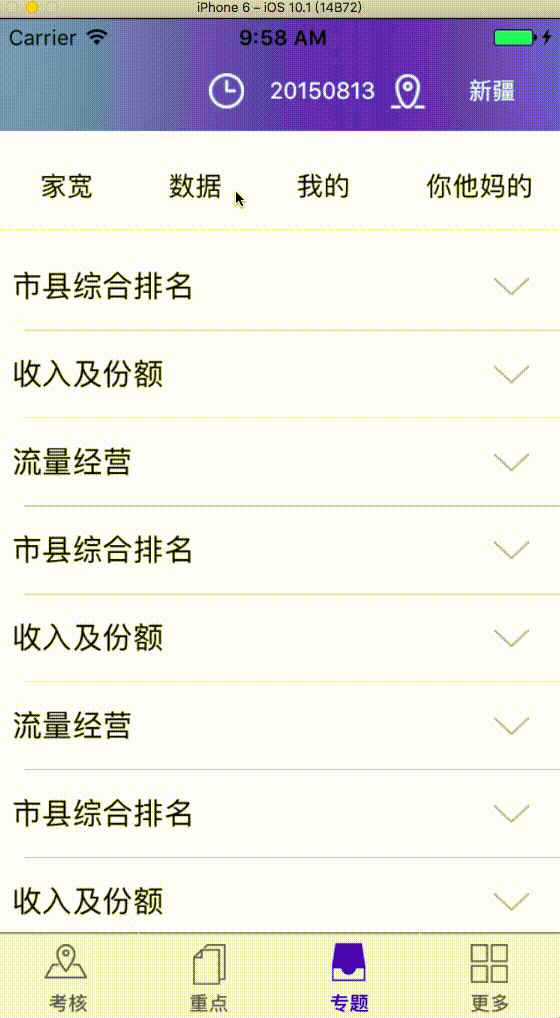 iPhone 6 – iOS 10.1 (14B72)
Carrier 9:58 AM
20150813 新疆
家宽 数据 我的 你他妈的
市县综合排名
收入及份额
流量经营
市县综合排名
收入及份额
流量经营
市县综合排名
收入及份额
考核 重点 专题 更多